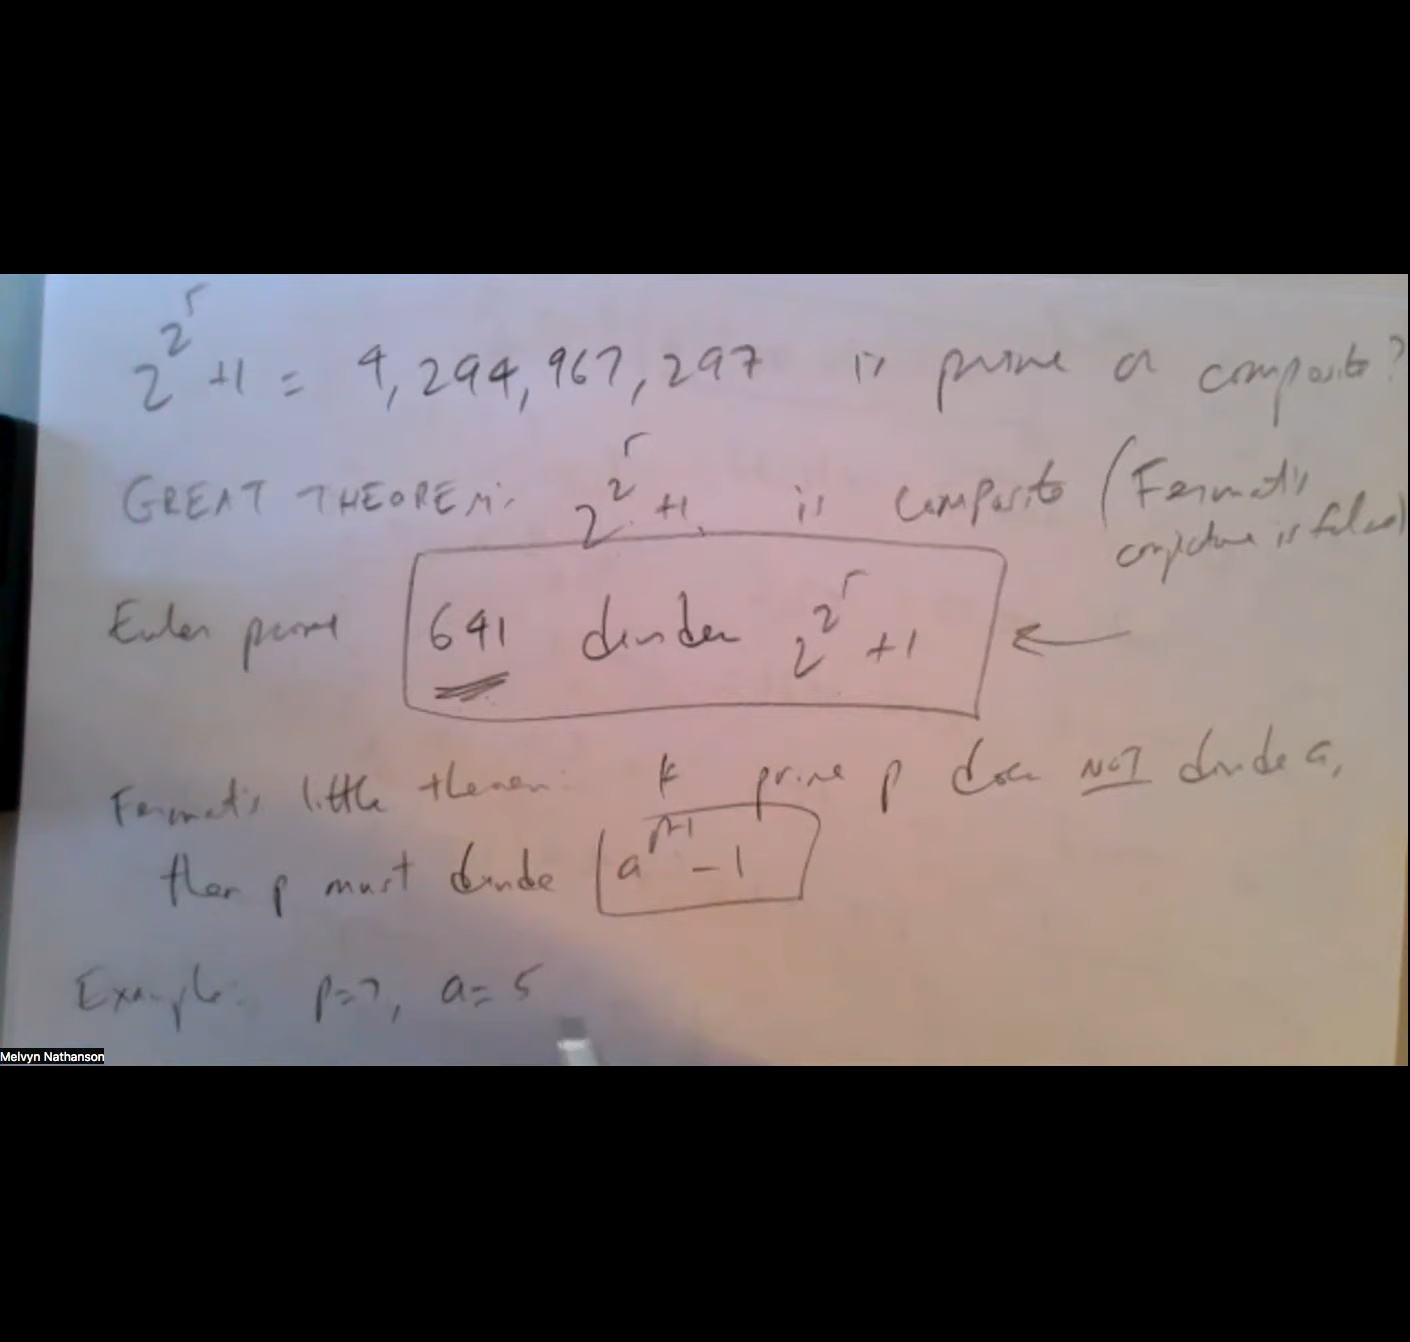 2^2^5 +1 = 4,294,967,297 is prime or composite?
GREAT THEOREM: 2^2^5 +1 is composite (Fermat's
conjecture is false)
Euler prove 641 divides 2^2^5 +1
Fermat's little theorem: If prime p does NOT divide a,
then p must divide a^p-1 - 1
Example: p=7, a=5
Melvyn Nathanson